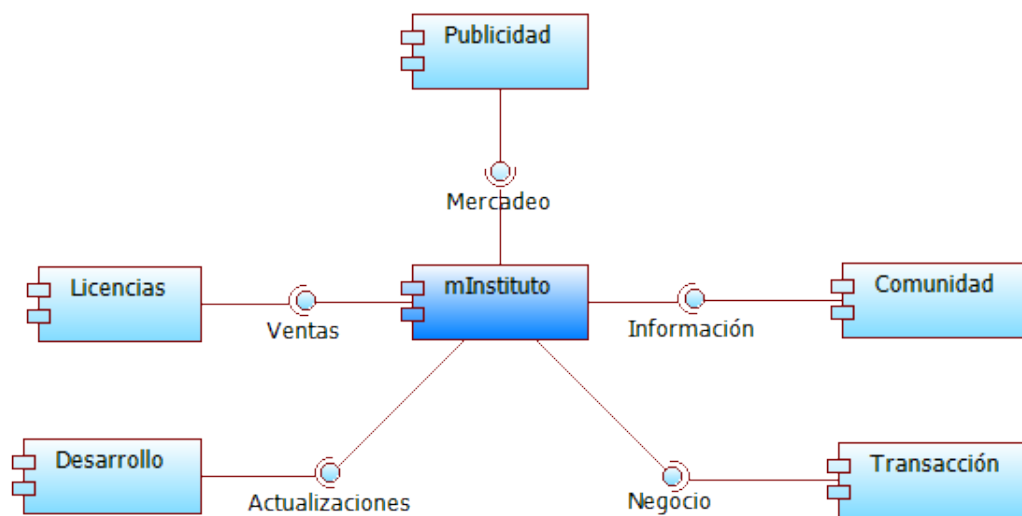 Publicidad
Mercadeo
Licencias
Ventas
mInstituto
Información
Comunidad
Desarrollo
Actualizaciones
Negocio
Transacción